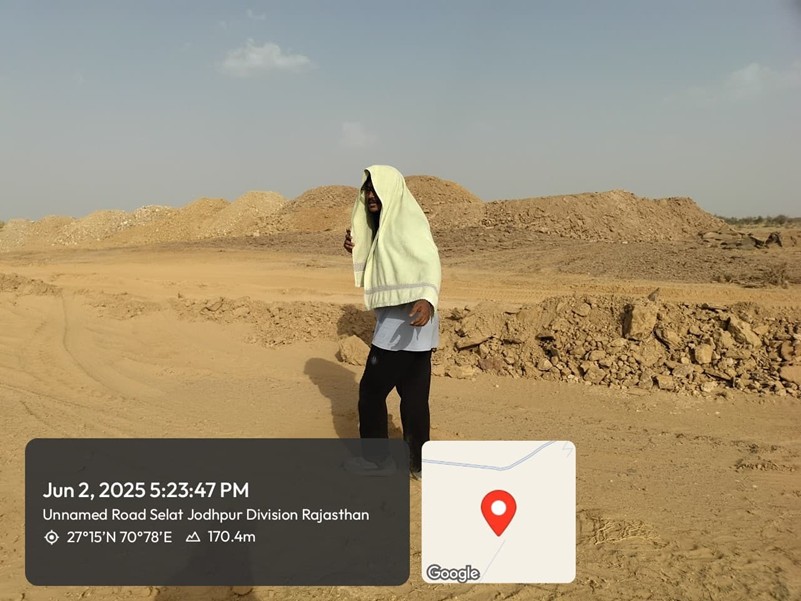 Jun 2, 2025 5:23:47 PM
Unnamed Road Selat Jodhpur Division Rajasthan
27°15'N 70°78'E 170.4m
Google